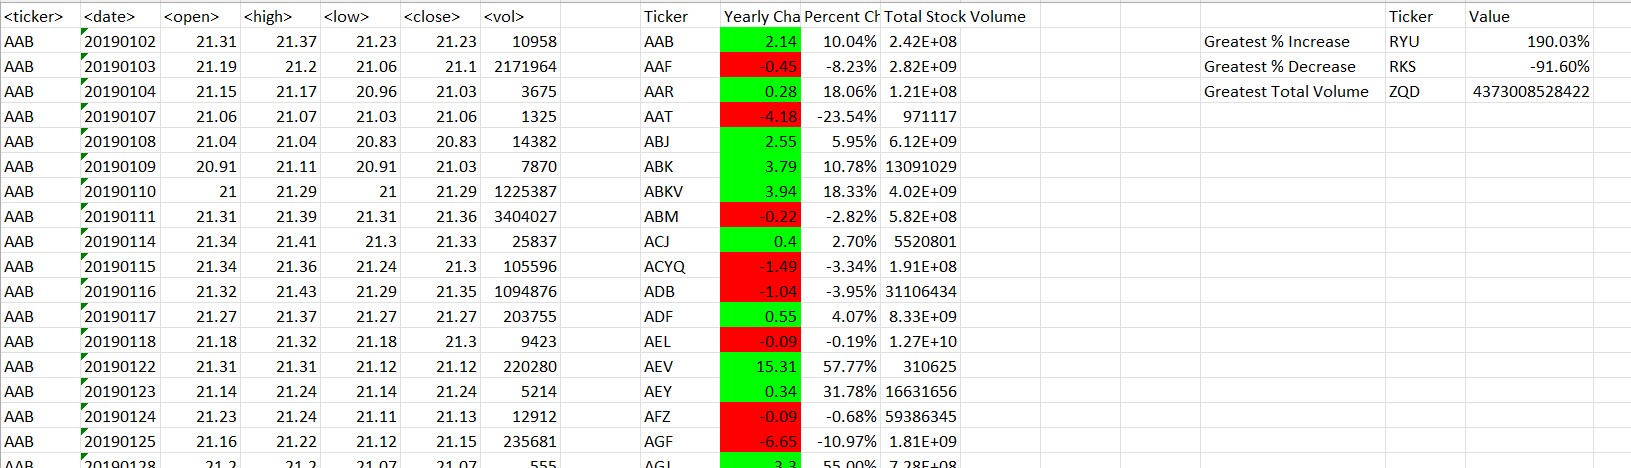 <ticker> <date> <open> <high> <low> <close> <vol> Ticker Yearly Cha Percent Ch Total Stock Volume Ticker Value
AAB 20190102 21.31 21.37 21.23 21.23 10958 AAB 2.14 10.04% 2.42E+08 Greatest % Increase RYU 190.03%
AAB 20190103 21.19 21.2 21.06 21.1 2171964 AAF -0.45 -8.23% 2.82E+09 Greatest % Decrease RKS -91.60%
AAB 20190104 21.15 21.17 20.96 21.03 3675 AAR 0.28 18.06% 1.21E+08 Greatest Total Volume ZQD 4373008528422
AAB 20190107 21.06 21.07 21.03 21.06 1325 AAT -4.18 -23.54% 971117
AAB 20190108 21.04 21.04 20.83 20.83 14382 ABJ 2.55 5.95% 6.12E+09
AAB 20190109 20.91 21.11 20.91 21.03 7870 ABK 3.79 10.78% 13091029
AAB 20190110 21 21.29 21 21.29 1225387 ABKV 3.94 18.33% 4.02E+09
AAB 20190111 21.31 21.39 21.31 21.36 3404027 ABM -0.22 -2.82% 5.82E+08
AAB 20190114 21.34 21.41 21.3 21.33 25837 ACJ 0.4 2.70% 5520801
AAB 20190115 21.34 21.36 21.24 21.3 105596 ACYQ -1.49 -3.34% 1.91E+08
AAB 20190116 21.32 21.43 21.29 21.35 1094876 ADB -1.04 -3.95% 31106434
AAB 20190117 21.27 21.37 21.27 21.27 203755 ADF 0.55 4.07% 8.33E+09
AAB 20190118 21.18 21.32 21.18 21.3 9423 AEL -0.09 -0.19% 1.27E+10
AAB 20190122 21.31 21.31 21.12 21.12 220280 AEV 15.31 57.77% 310625
AAB 20190123 21.14 21.24 21.14 21.24 5214 AEY 0.34 31.78% 16631656
AAB 20190124 21.23 21.24 21.11 21.13 12912 AFZ -0.09 -0.68% 59386345
AAB 20190125 21.16 21.22 21.12 21.15 235681 AGF -6.65 -10.97% 1.81E+09
AAB 20190128 21.2 21.2 21.07 21.07 555 3.3 55.00% 7.28E+08